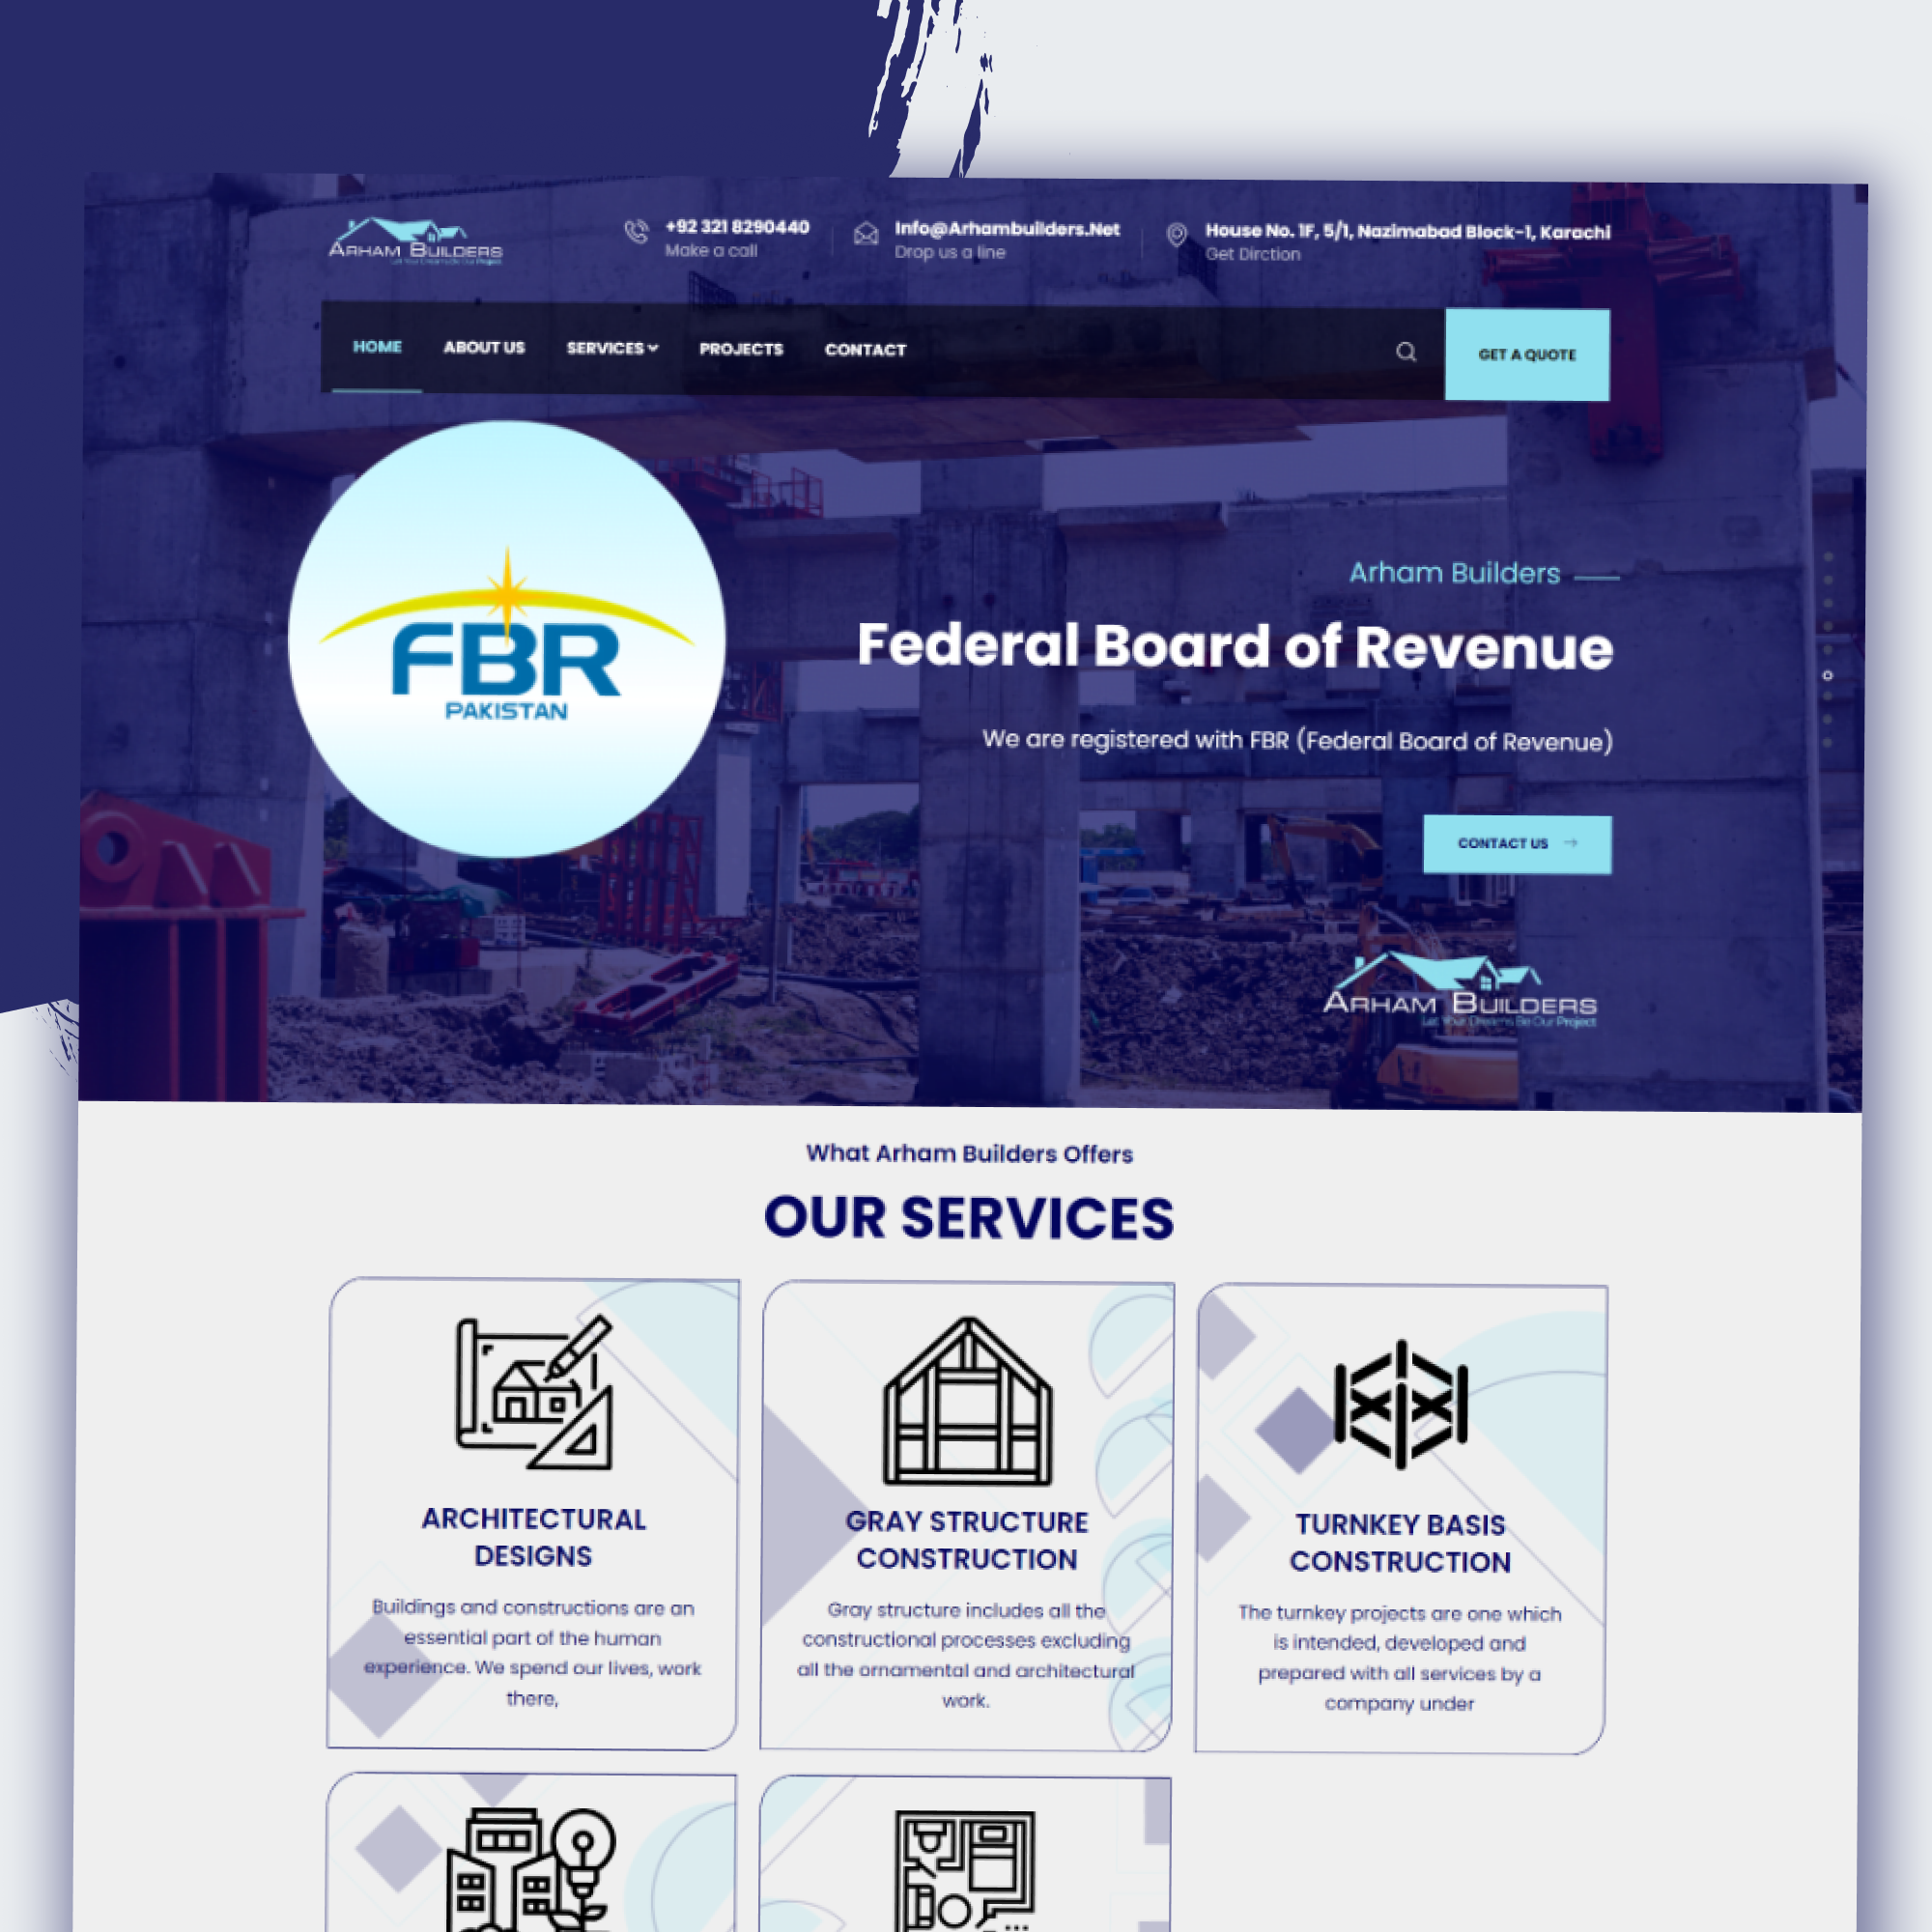 ARHAM BUILDERS
Let Your Dreams Be Our Project
+92 321 8290440
Make a call
Info@Arhambuilders.Net
Drop us a line
House No. 1F, 5/1, Nazimabad Block-1, Karachi
Get Dirction
HOME
ABOUT US
SERVICES
PROJECTS
CONTACT
GET A QUOTE
FBR
PAKISTAN
Arham Builders
Federal Board of Revenue
We are registered with FBR (Federal Board of Revenue)
CONTACT US
ARHAM BUILDERS
Let Your Dreams Be Our Project
What Arham Builders Offers
OUR SERVICES
ARCHITECTURAL
DESIGNS
Buildings and constructions are an
essential part of the human
experience. We spend our lives, work
there,
GRAY STRUCTURE
CONSTRUCTION
Gray structure includes all the
constructional processes excluding
all the ornamental and architectural
work.
TURNKEY BASIS
CONSTRUCTION
The turnkey projects are one which
is intended, developed and
prepared with all services by a
company under